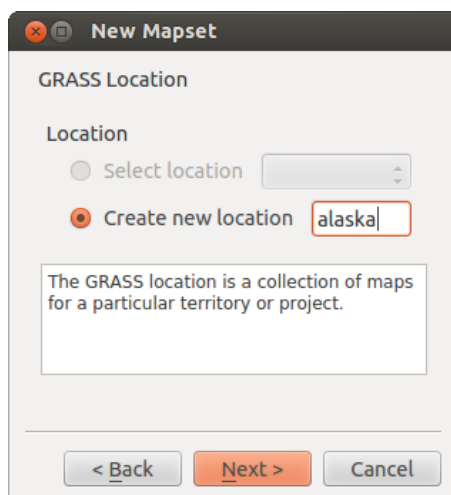 New Mapset
GRASS Location
Location
Select location
Create new location alaska
The GRASS location is a collection of maps
for a particular territory or project.
< Back Next > Cancel